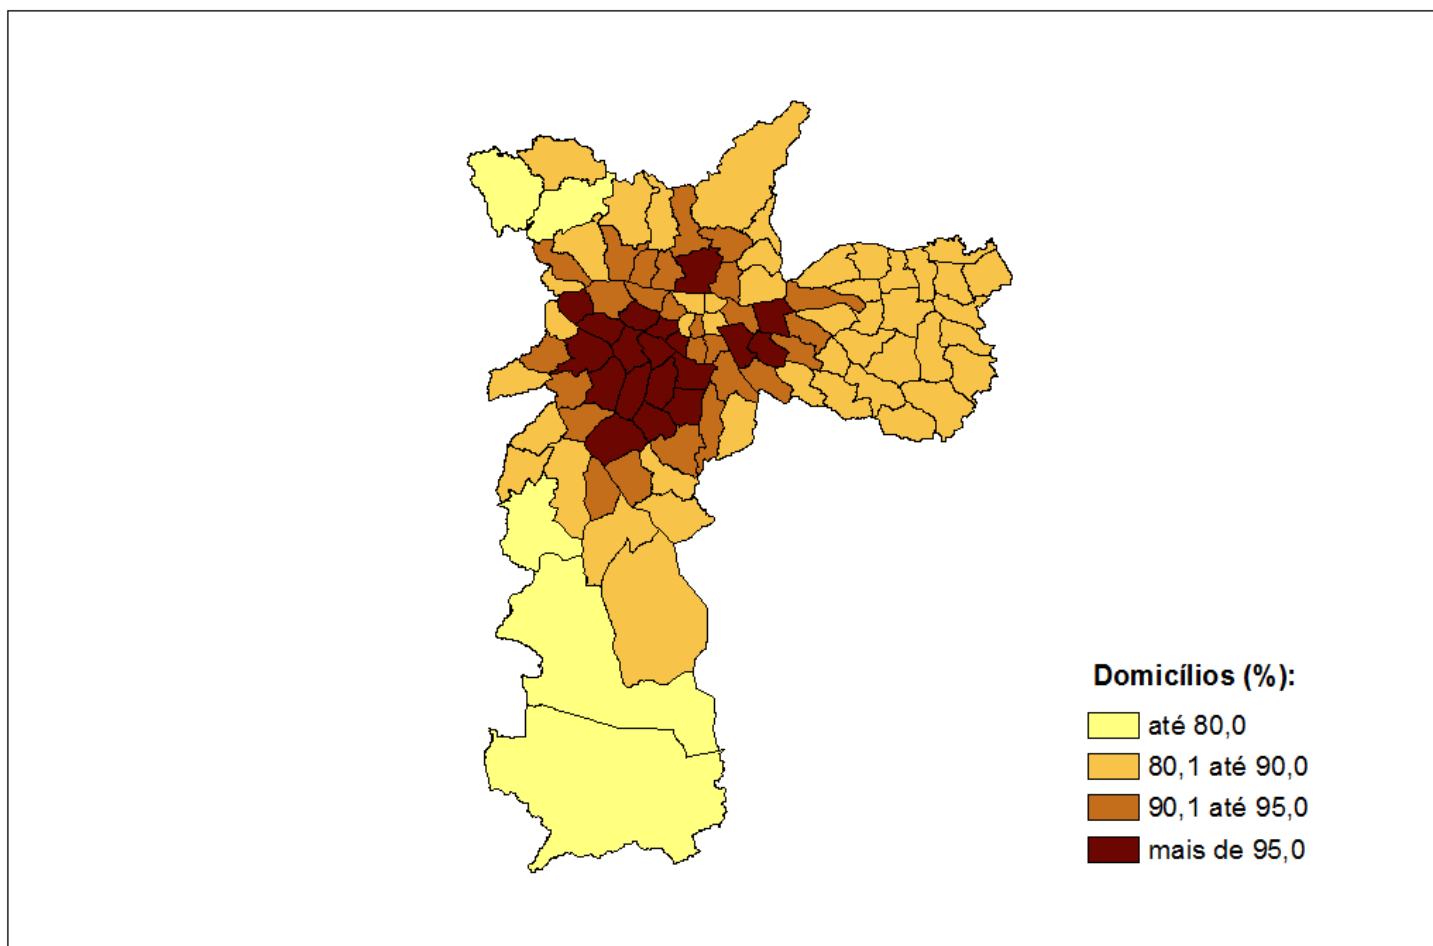 Domicílios (%):
até 80,0
80,1 até 90,0
90,1 até 95,0
mais de 95,0